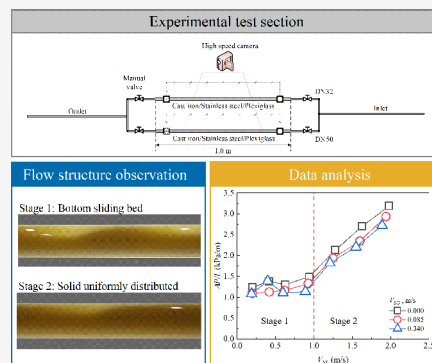 Experimental test section
High speed camera
Manual
valve
DN32
Cast iron/Stainless steel/Plexiglass
Outlet
Inlet
Cast iron/Stainless steel/Plexiglass
DN50
1.0 m
Flow structure observation
Stage 1: Bottom sliding bed
Stage 2: Solid uniformly distributed
Data analysis
3.5
3.0
2.5
2.0
1.5
1.0
0.5
0.0
ΔP/L (kPa/m)
Stage 1
Stage 2
V_SG, m/s
0.000
0.085
0.340
0.0 0.5 1.0 1.5 2.0 2.5
m/s